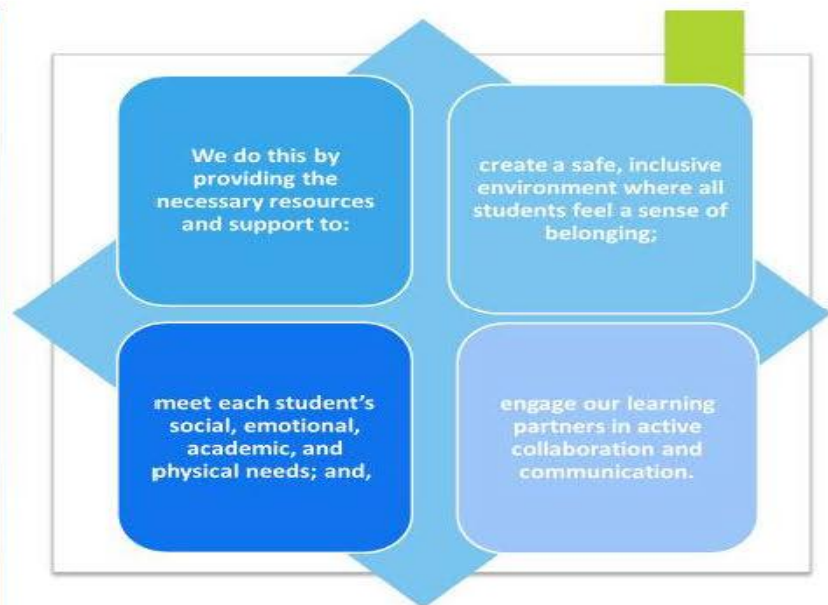 We do this by
providing the
necessary resources
and support to:
create a safe, inclusive
environment where all
students feel a sense of
belonging;
meet each student's
social, emotional,
academic, and
physical needs; and,
engage our learning
partners in active
collaboration and
communication.